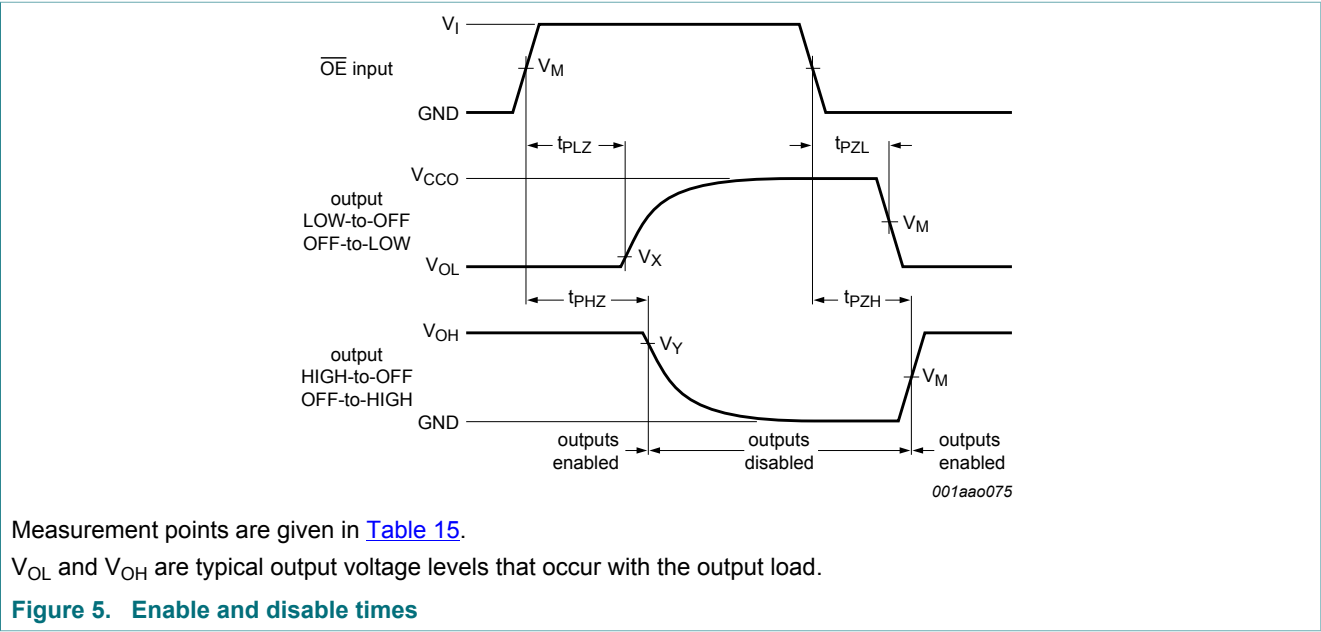 V_I
O̅E̅ input
V_M
GND
t_PLZ
t_PZL
V_CCO
output
LOW-to-OFF
OFF-to-LOW
V_M
V_X
V_OL
t_PHZ
t_PZH
V_OH
output
HIGH-to-OFF
OFF-to-HIGH
V_Y
V_M
GND
outputs
enabled
outputs
disabled
outputs
enabled
001aao075
Measurement points are given in Table 15.
V_OL and V_OH are typical output voltage levels that occur with the output load.
Figure 5. Enable and disable times